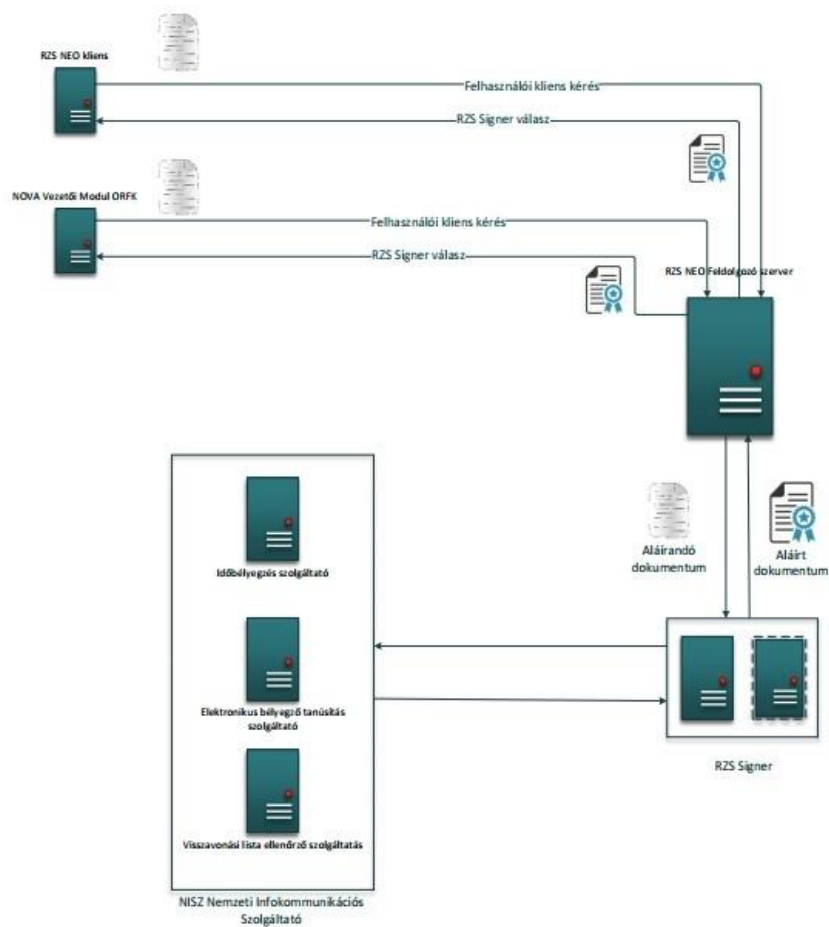 RZS NEO kliens
Felhasználói kliens kérés
RZS Signer válasz
NOVA Vezetői Modul ORFK
Felhasználói kliens kérés
RZS Signer válasz
RZS NEO Feldolgozó szerver
Aláírandó
dokumentum
Aláírt
dokumentum
Időbélyegzés szolgáltató
Elektronikus bélyegző tanúsítás
szolgáltató
Visszavonási lista ellenőrző szolgáltatás
RZS Signer
NISZ Nemzeti Infokommunikációs
Szolgáltató